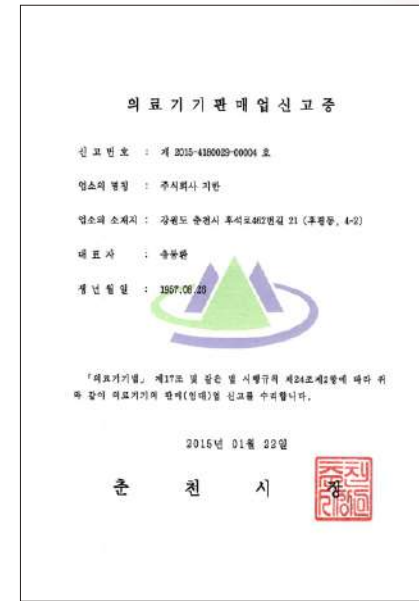 의료기기판매업신고증
신고번호 : 제 2015-4180029-00004 호
업소의 명칭 : 주식회사 지반
업소의 소재지 : 강원도 춘천시 후석로462번길 21 (후평동, 4-2)
대표자 :
생년월일 : 1957.08.26
「의료기기법」 제17조 및 같은 법 시행규칙 제24조제2항에 따라 위
와 같이 의료기기의 판매(임대)업 신고를 수리합니다.
2015년 01월 22일
춘천시장